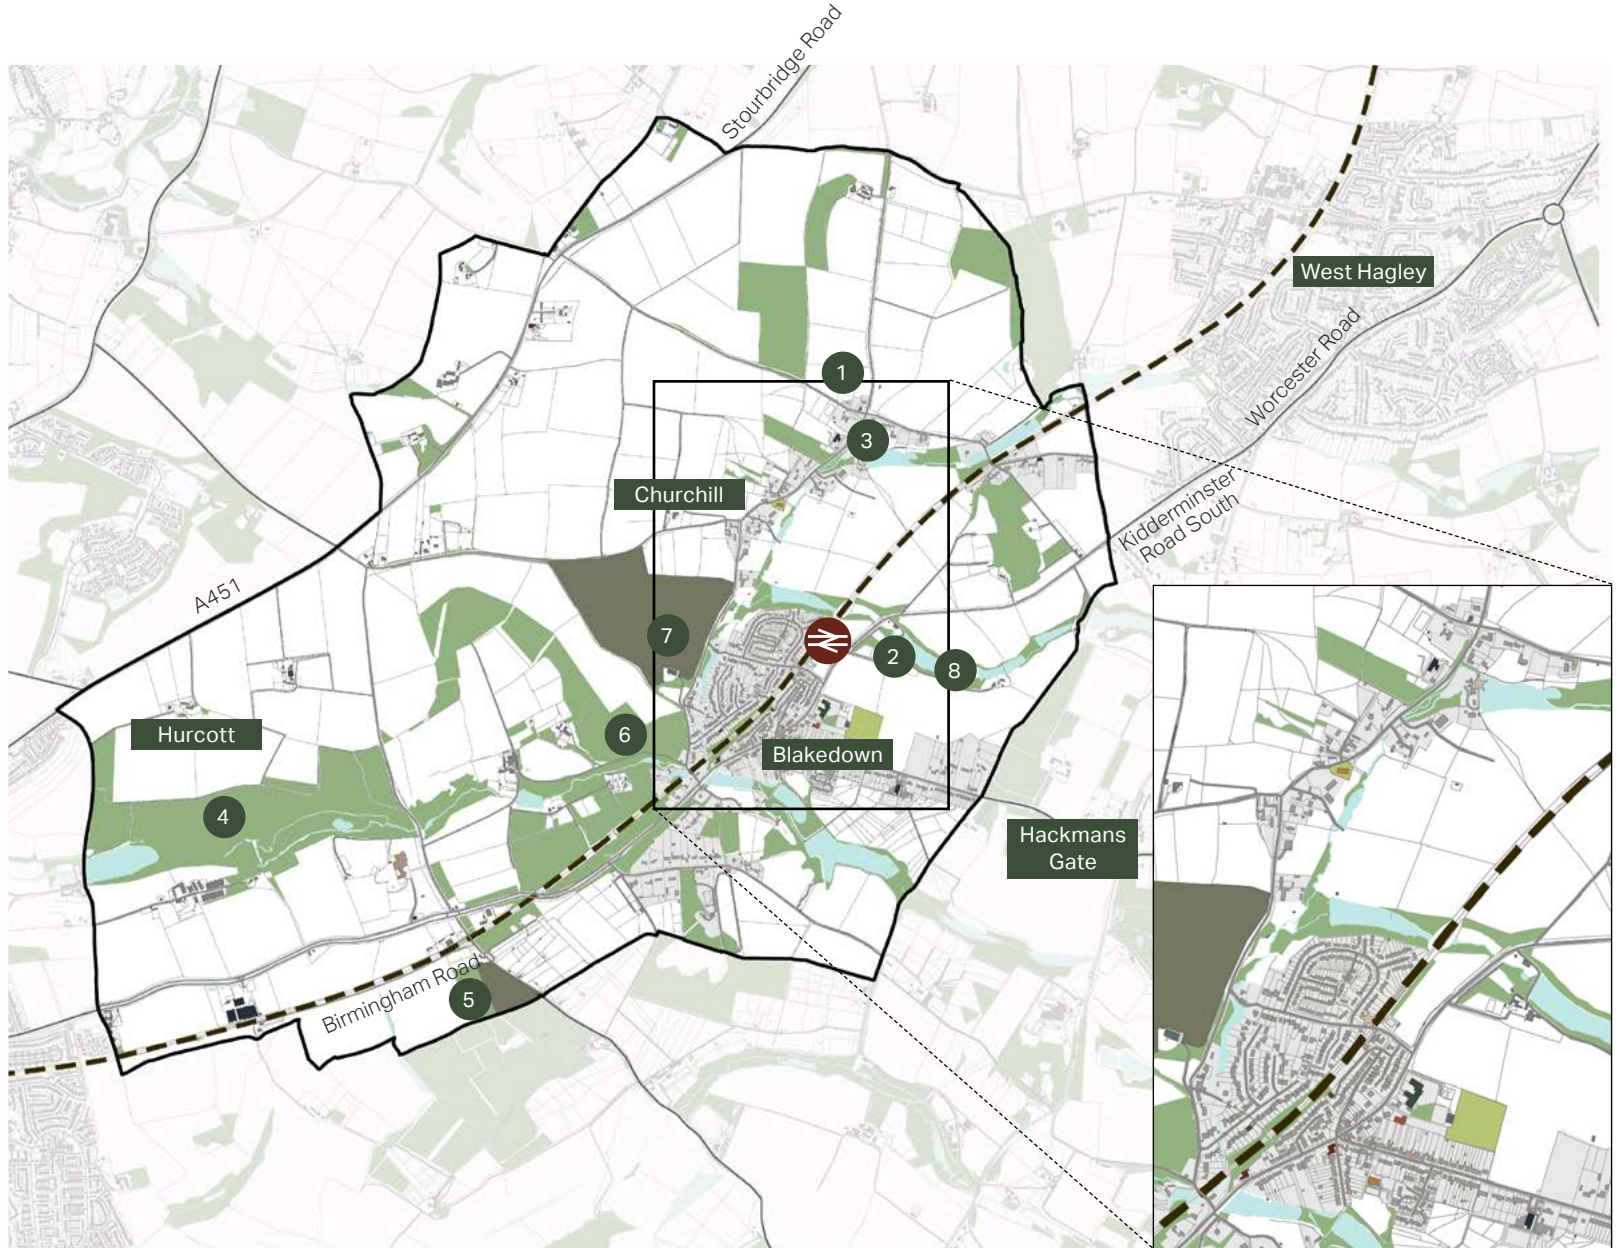 Stourbridge Road
West Hagley
Worcester Road
1
3
Churchill
Kidderminster
Road South
A451
7
2
8
Hurcott
6
Blakedown
4
Hackmans
Gate
Birmingham Road
5